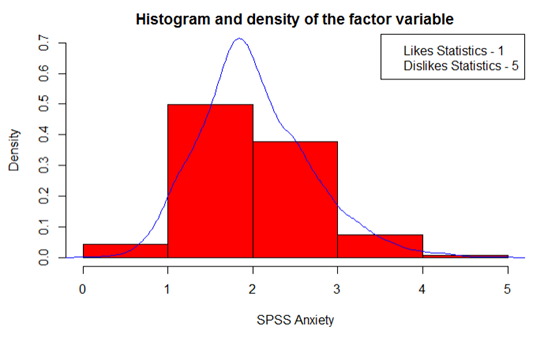 Histogram and density of the factor variable
Likes Statistics - 1
Dislikes Statistics - 5
Density
0.7
0.6
0.5
0.4
0.3
0.2
0.1
0.0
0 1 2 3 4 5
SPSS Anxiety